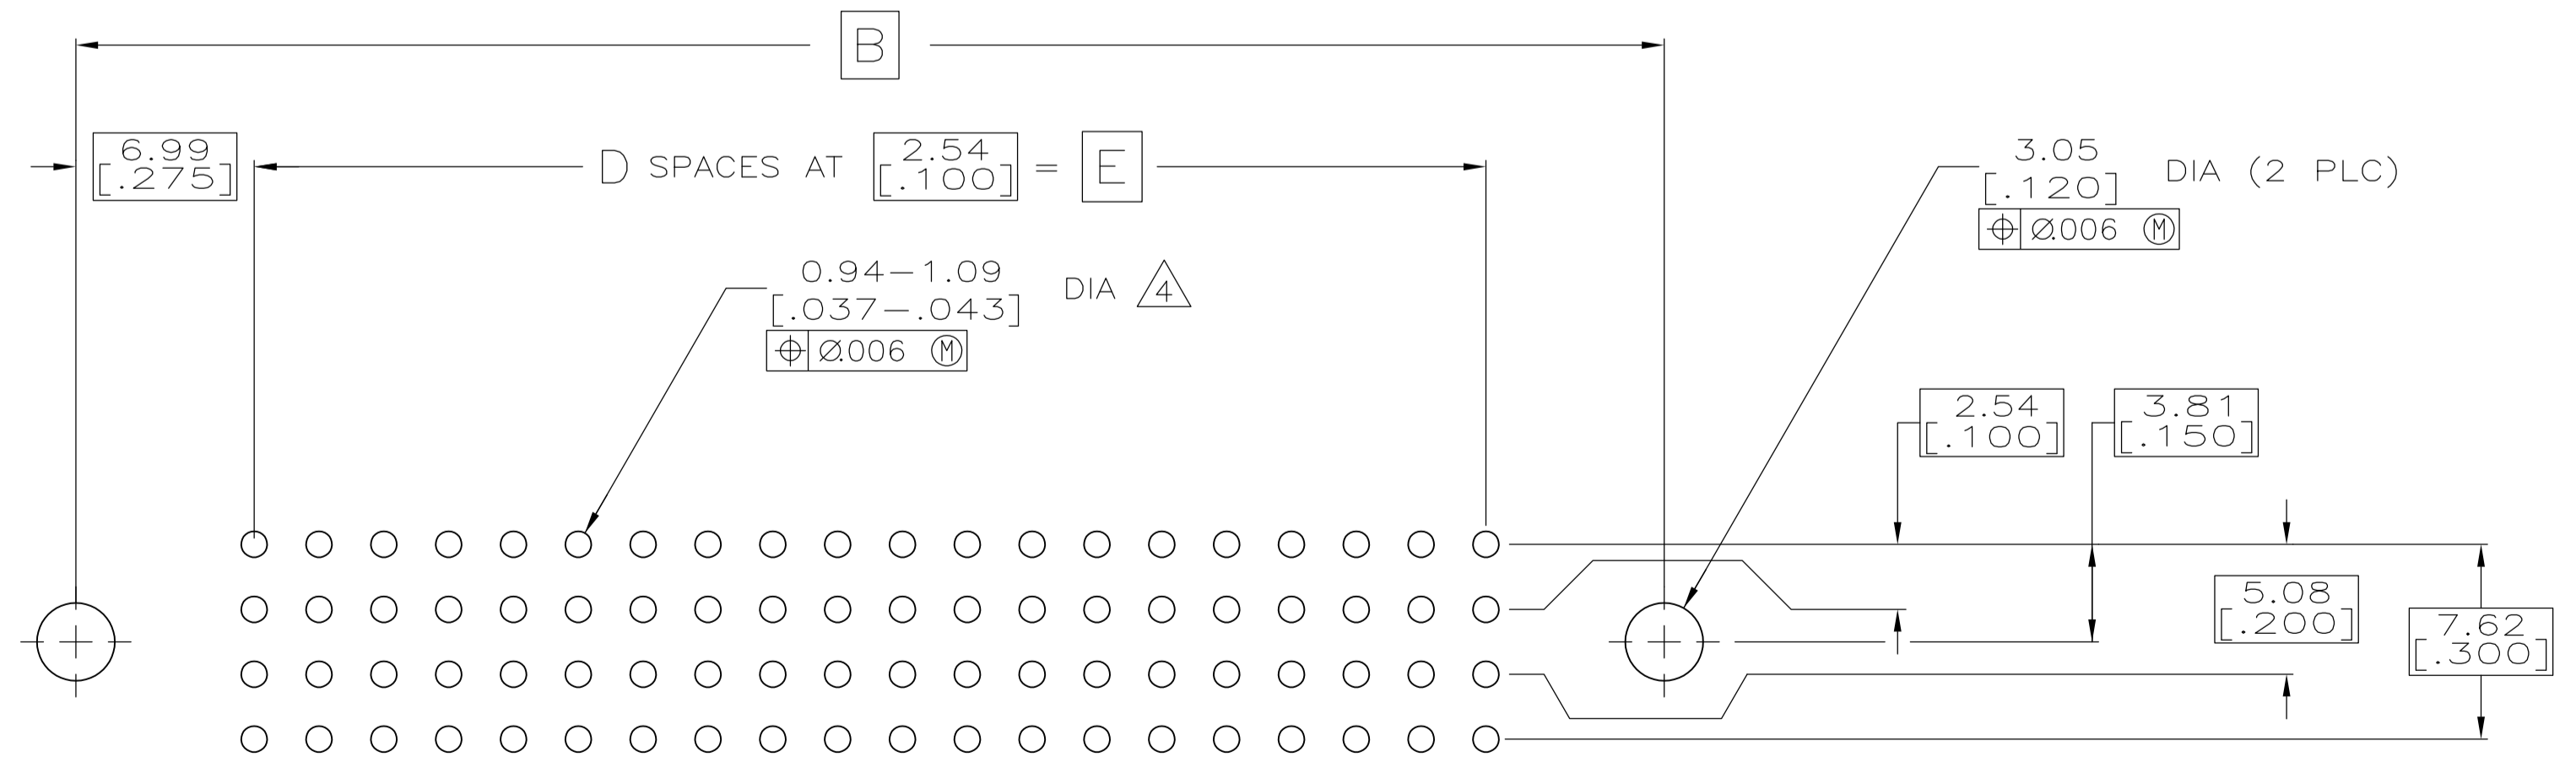 B
6.99
[.275]
D SPACES AT 2.54 [.100] = E
3.05
[.120] DIA (2 PLC)
⌖ Ø.006 Ⓜ
0.94-1.09
[.037-.043] DIA 4
⌖ Ø.006 Ⓜ
2.54
[.100]
3.81
[.150]
5.08
[.200]
7.62
[.300]